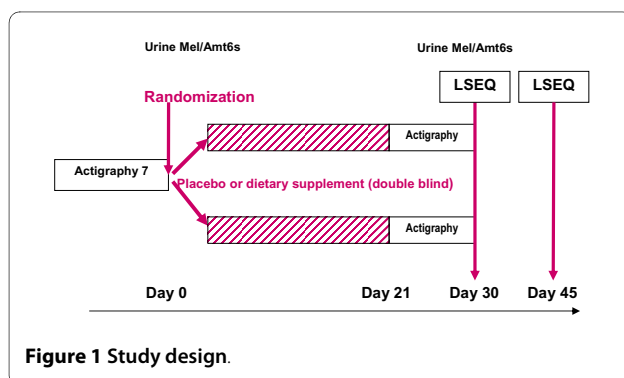 Urine Mel/Amt6s Urine Mel/Amt6s
LSEQ LSEQ
Randomization
Actigraphy
Actigraphy 7
Placebo or dietary supplement (double blind)
Actigraphy
Day 0 Day 21 Day 30 Day 45
Figure 1 Study design.